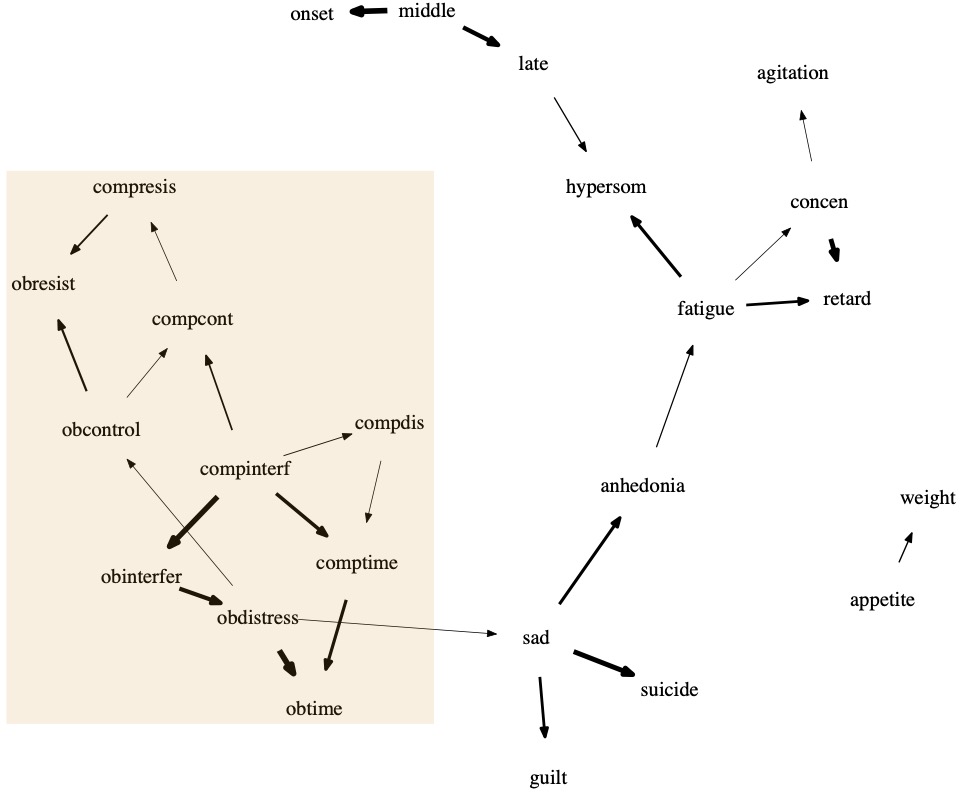 onset
middle
late
agitation
compresis
hypersom
concen
obresist
compcont
fatigue
retard
obcontrol
compdis
compinterf
anhedonia
weight
comptime
obinterfer
appetite
obdistress
sad
suicide
obtime
guilt